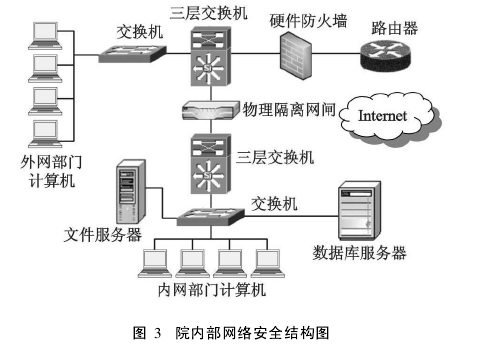 三层交换机
交换机
硬件防火墙
路由器
Si
物理隔离网间
Internet
外网部门
计算机
三层交换机
Si
交换机
文件服务器
数据库服务器
内网部门计算机
图 3 院内部网络安全结构图